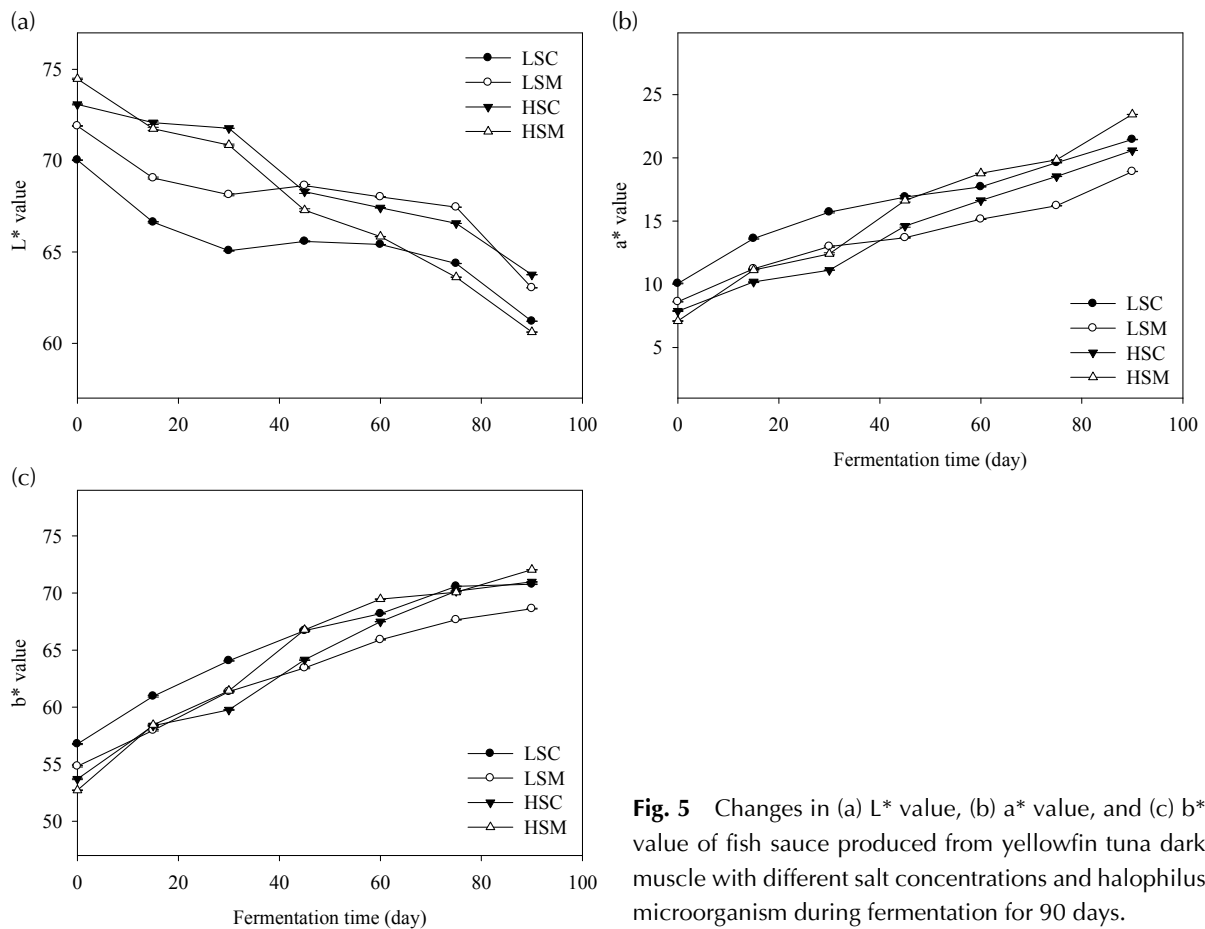 (a)
75
70
65
60
L* value
LSC
LSM
HSC
HSM
0 20 40 60 80 100
(b)
25
20
15
10
5
a* value
LSC
LSM
HSC
HSM
0 20 40 60 80 100
Fermentation time (day)
(c)
75
70
65
60
55
50
b* value
LSC
LSM
HSC
HSM
0 20 40 60 80 100
Fermentation time (day)
Fig. 5 Changes in (a) L* value, (b) a* value, and (c) b*
value of fish sauce produced from yellowfin tuna dark
muscle with different salt concentrations and halophilus
microorganism during fermentation for 90 days.